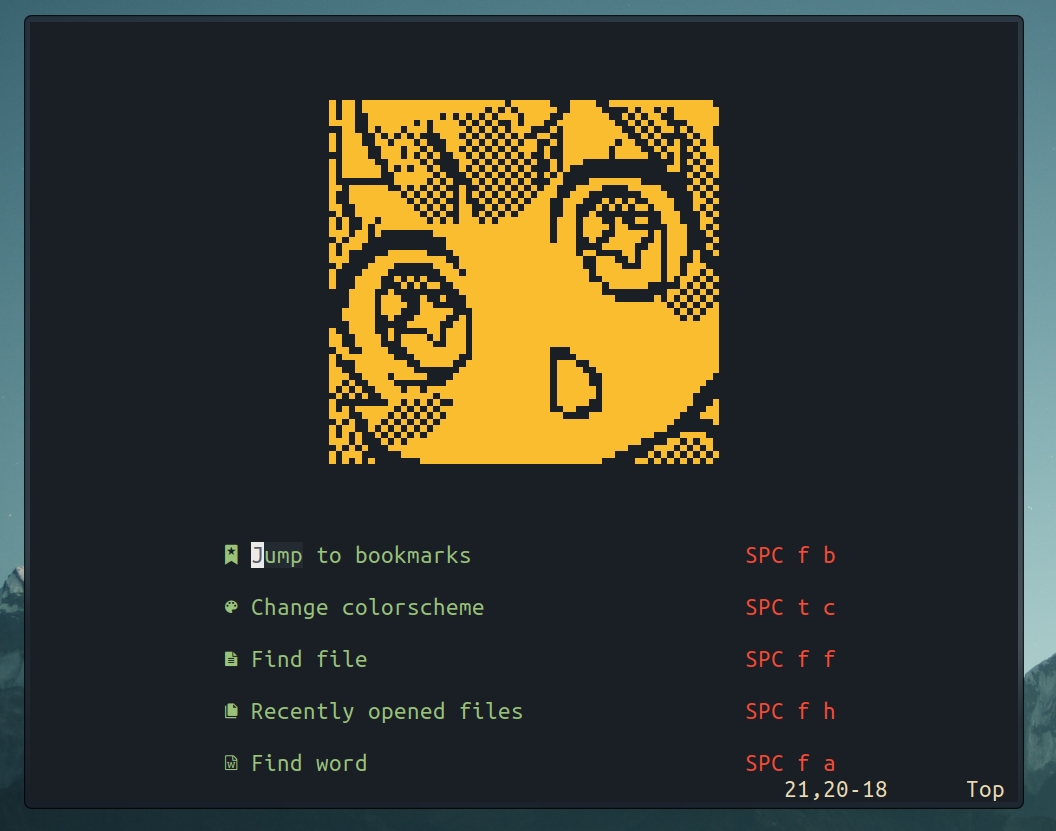 Jump to bookmarks SPC f b
Change colorscheme SPC t c
Find file SPC f f
Recently opened files SPC f h
Find word SPC f a
21,20-18 Top